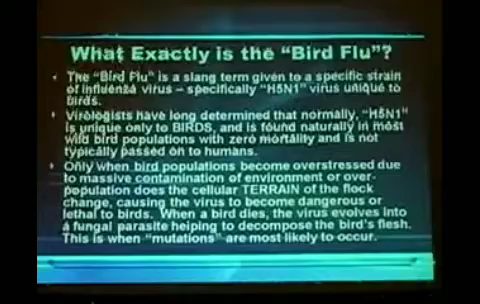 What Exactly is the “Bird Flu”?
The “Bird Flu” is a slang term given to a specific strain
of influenza virus – specifically “H5N1” virus unique to
birds.
Virologists have long determined that normally, “H5N1”
is unique only to BIRDS, and is found naturally in most
wild bird populations with zero mortality and is not
typically passed on to humans.
Only when bird populations become overstressed due
to massive contamination of environment or over-
population does the cellular TERRAIN of the flock
change, causing the virus to become dangerous or
lethal to birds. When a bird dies, the virus evolves into
a fungal parasite helping to decompose the bird’s flesh.
This is when “mutations” are most likely to occur.